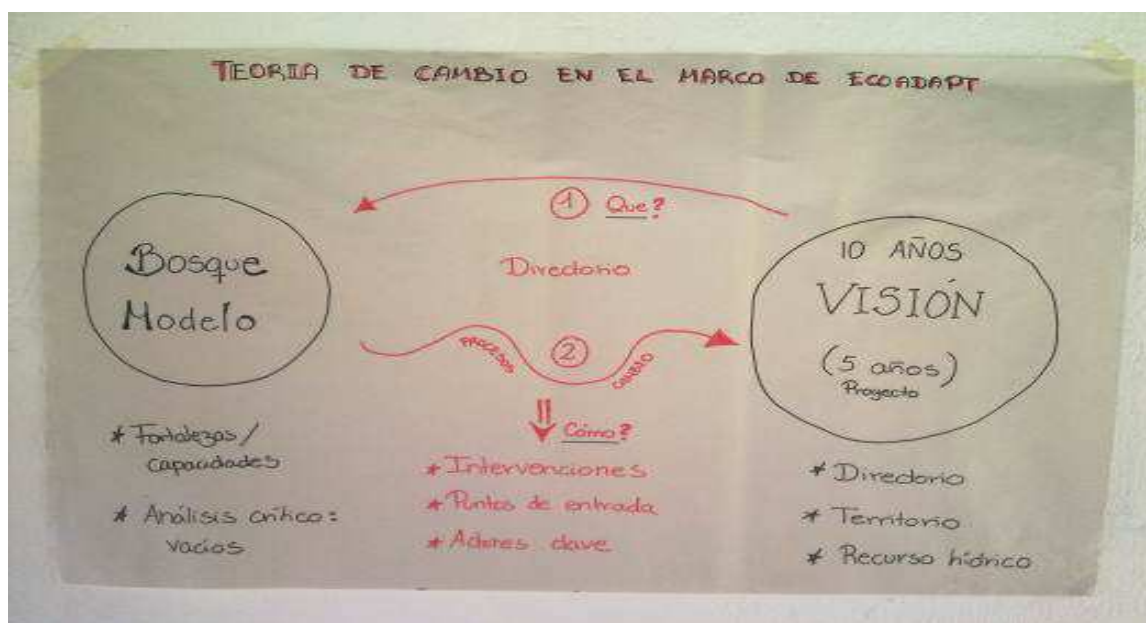 TEORIA DE CAMBIO EN EL MARCO DE ECOADAPT
Bosque
Modelo
* Fortalezas /
capacidades
* Análisis crítico:
vacíos
1 Que?
Directorio
PROCESOS
2
CAMBIO
Cómo?
* Intervenciones
* Puntos de entrada
* Actores clave
10 AÑOS
VISIÓN
(5 años)
Proyecto
* Directorio
* Territorio
* Recurso hídrico